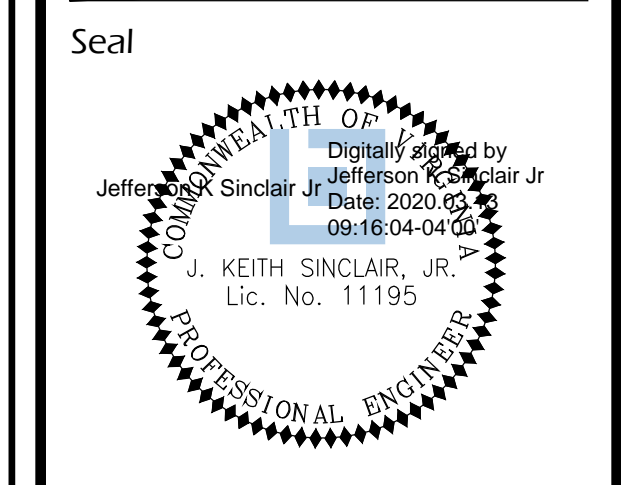 Seal
COMMONWEALTH OF VIRGINIA
Jefferson K Sinclair Jr
Digitally signed by
Jefferson K Sinclair Jr
Date: 2020.03.13
09:16:04-04'00'
J. KEITH SINCLAIR, JR.
Lic. No. 11195
PROFESSIONAL ENGINEER